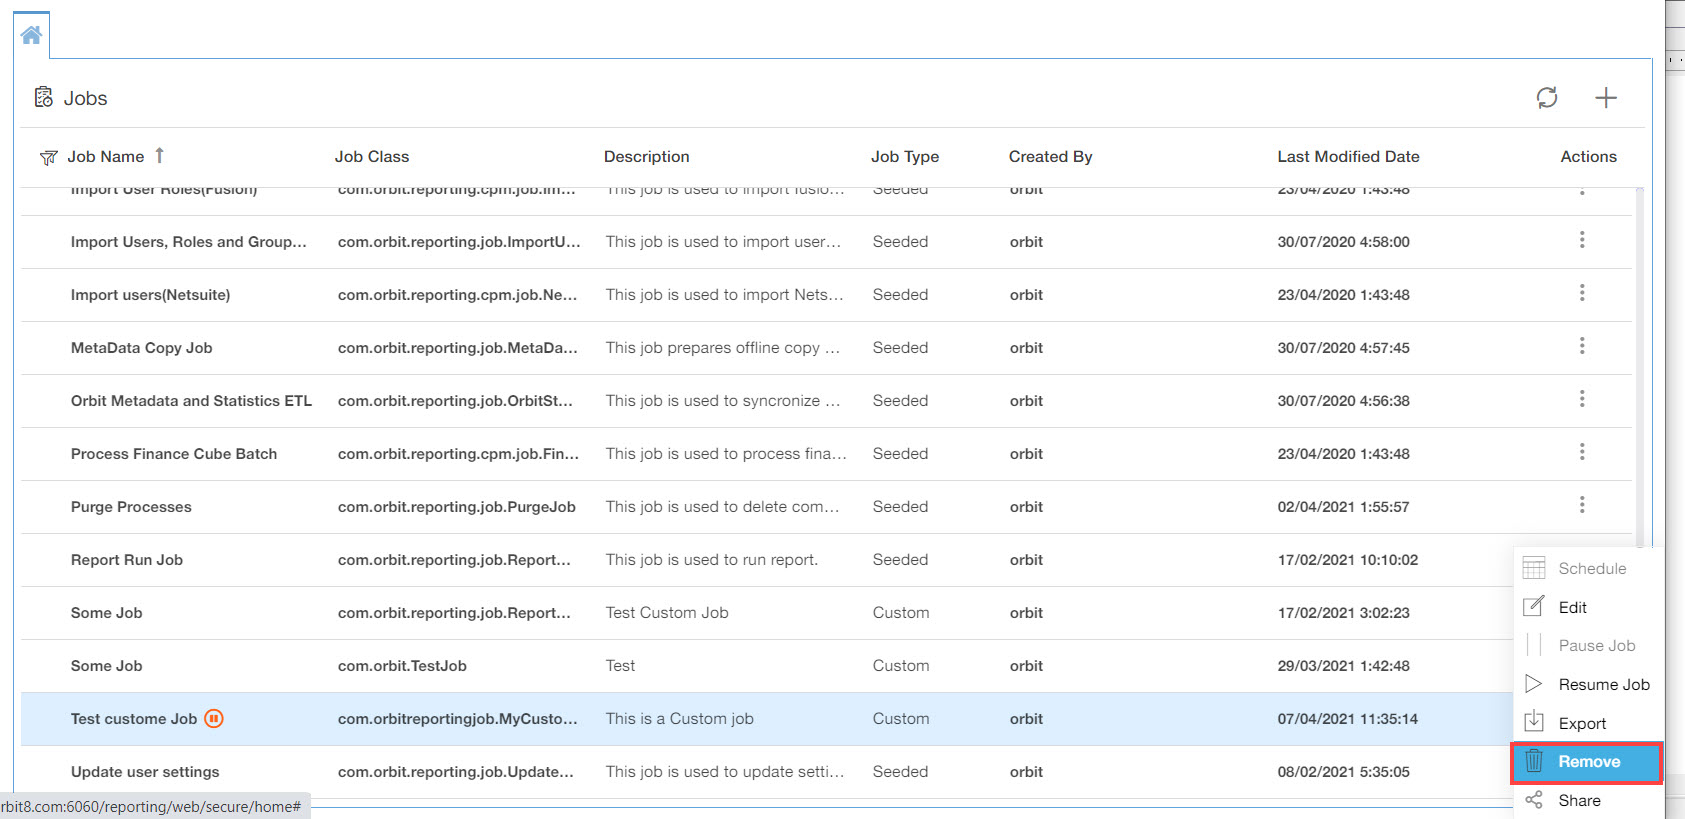 Jobs
Job Name Job Class Description Job Type Created By Last Modified Date Actions
Import User Roles(Fusion) com.orbit.reporting.cpm.job.Im... This job is used to import fusio... Seeded orbit 23/04/2020 1:43:48
Import Users, Roles and Group... com.orbit.reporting.job.ImportU... This job is used to import user... Seeded orbit 30/07/2020 4:58:00
Import users(Netsuite) com.orbit.reporting.cpm.job.Ne... This job is used to import Nets... Seeded orbit 23/04/2020 1:43:48
MetaData Copy Job com.orbit.reporting.job.MetaDa... This job prepares offline copy ... Seeded orbit 30/07/2020 4:57:45
Orbit Metadata and Statistics ETL com.orbit.reporting.job.OrbitSt... This job is used to syncronize ... Seeded orbit 30/07/2020 4:56:38
Process Finance Cube Batch com.orbit.reporting.cpm.job.Fin... This job is used to process fina... Seeded orbit 23/04/2020 1:43:48
Purge Processes com.orbit.reporting.job.PurgeJob This job is used to delete com... Seeded orbit 02/04/2021 1:55:57
Report Run Job com.orbit.reporting.job.Report... This job is used to run report. Seeded orbit 17/02/2021 10:10:02
Schedule
Some Job com.orbit.reporting.job.Report... Test Custom Job Custom orbit 17/02/2021 3:02:23
Edit
Pause Job
Some Job com.orbit.TestJob Test Custom orbit 29/03/2021 1:42:48
Resume Job
Test custome Job com.orbitreportingjob.MyCusto... This is a Custom job Custom orbit 07/04/2021 11:35:14
Export
Remove
Update user settings com.orbit.reporting.job.Update... This job is used to update setti... Seeded orbit 08/02/2021 5:35:05
Share
rbit8.com:6060/reporting/web/secure/home#